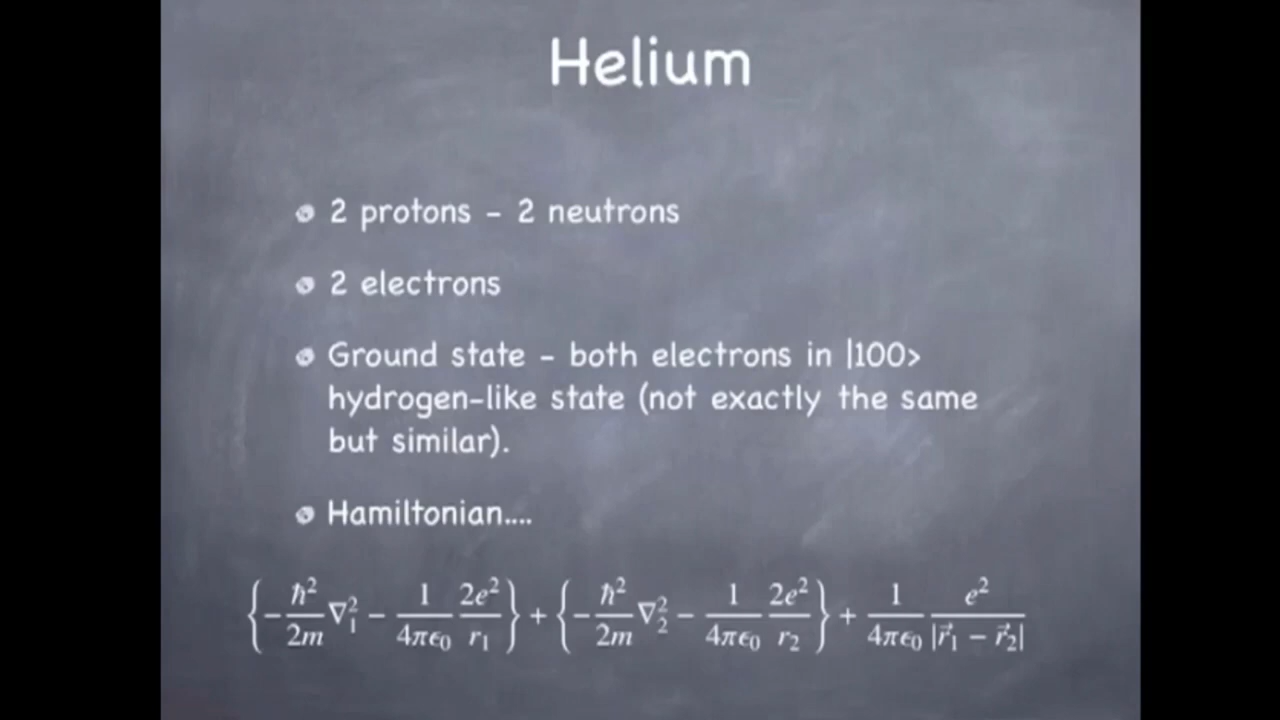 Helium
2 protons - 2 neutrons
2 electrons
Ground state - both electrons in |100>
hydrogen-like state (not exactly the same
but similar).
Hamiltonian....
{-ħ²/2m ∇₁² - 1/4πϵ₀ 2e²/r₁} + {-ħ²/2m ∇₂² - 1/4πϵ₀ 2e²/r₂} + 1/4πϵ₀ e²/|r⃗₁ - r⃗₂|